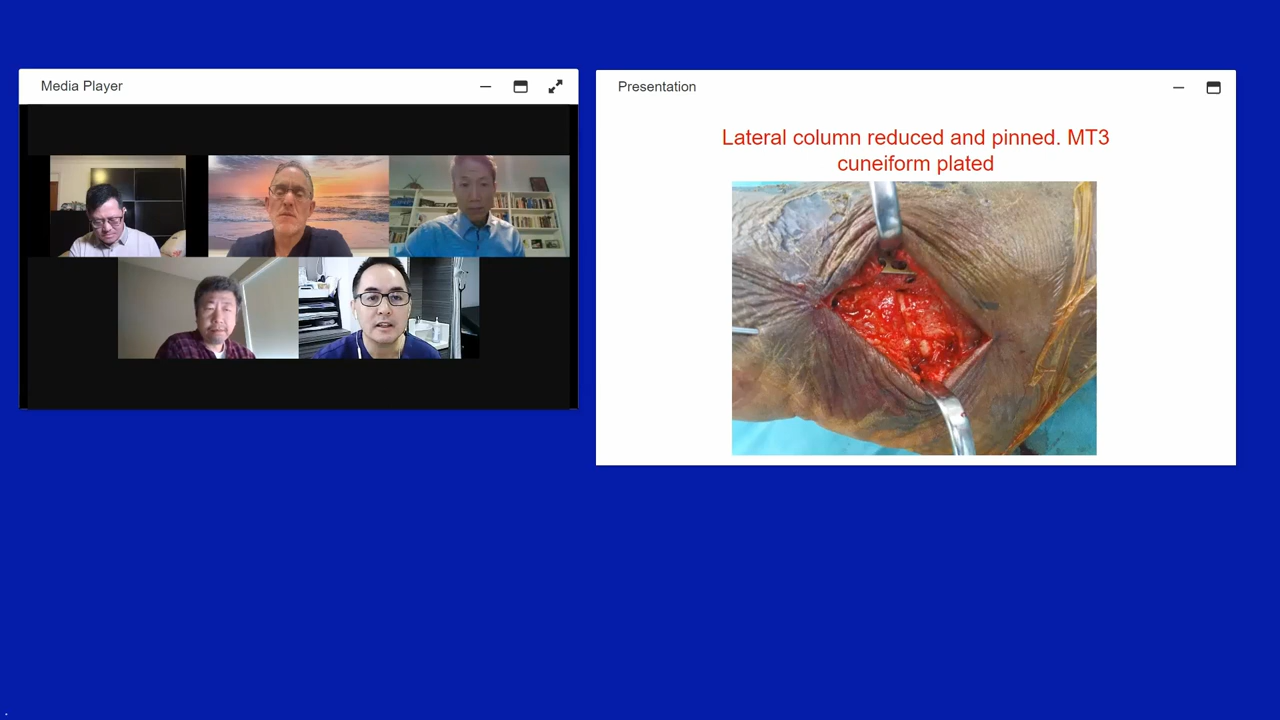 Media Player
Presentation
Lateral column reduced and pinned. MT3
cuneiform plated